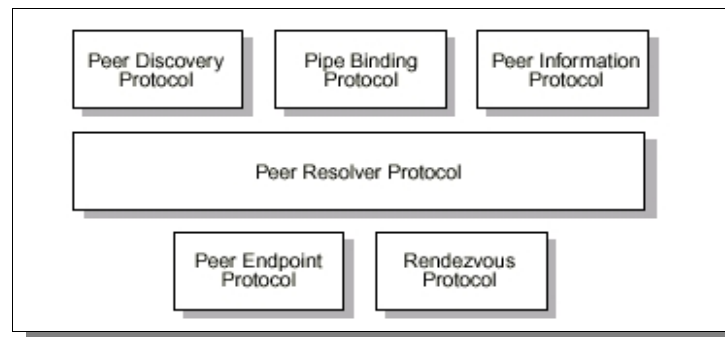 Peer Discovery
Protocol
Pipe Binding
Protocol
Peer Information
Protocol
Peer Resolver Protocol
Peer Endpoint
Protocol
Rendezvous
Protocol